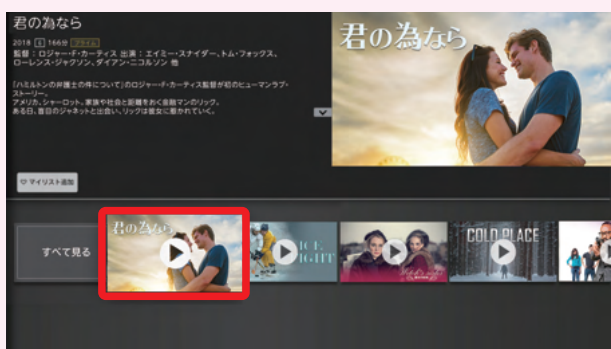 君の為なら
2018 E 166分 プライム
監督：ロジャー・F・カーティス 出演：エイミー・スナイダー、トム・フォックス、
ローレンス・ジャクソン、ダイアン・ニコルソン 他
「ハミルトンの弁護士の件について」のロジャー・F・カーティス監督が初のヒューマンラブ・
ストーリー。
アメリカ、シャーロット。家族や社会と距離をおく金融マンのリック。
ある日、盲目のジャネットと出会い、リックは彼女に惹かれていく。
君の為なら
♡ マイリスト追加
すべて見る
君の為なら
ICE
COLD PLACE